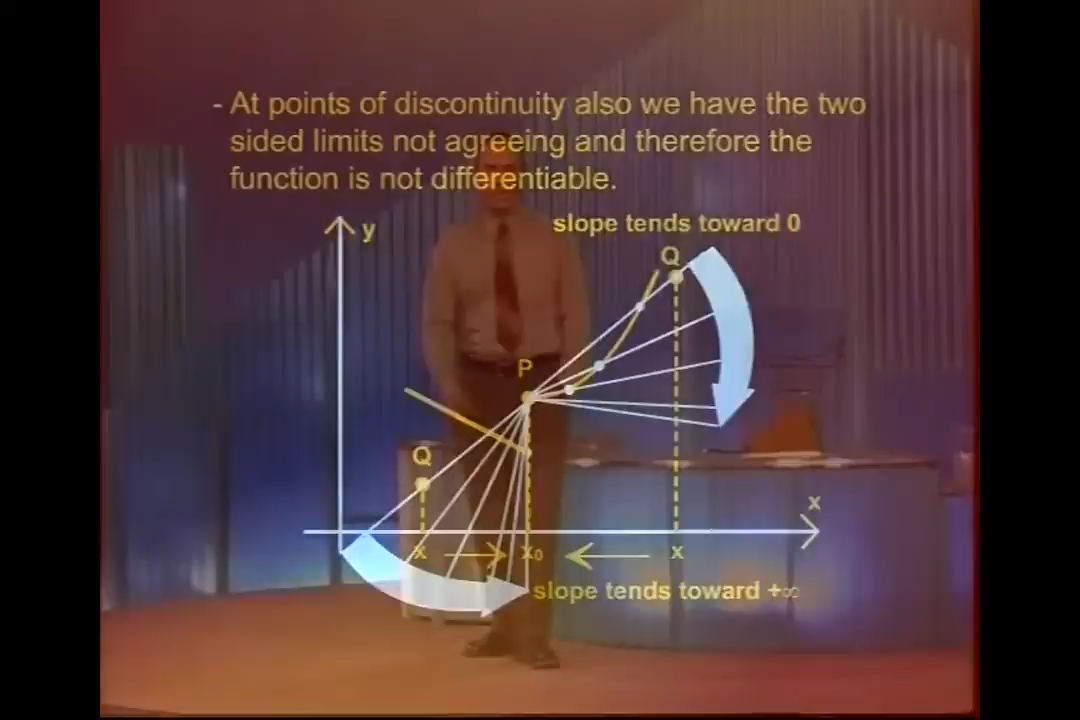 - At points of discontinuity also we have the two
sided limits not agreeing and therefore the
function is not differentiable.
slope tends toward 0
y
Q
P
Q
x
x
x₀
x
slope tends toward +∞